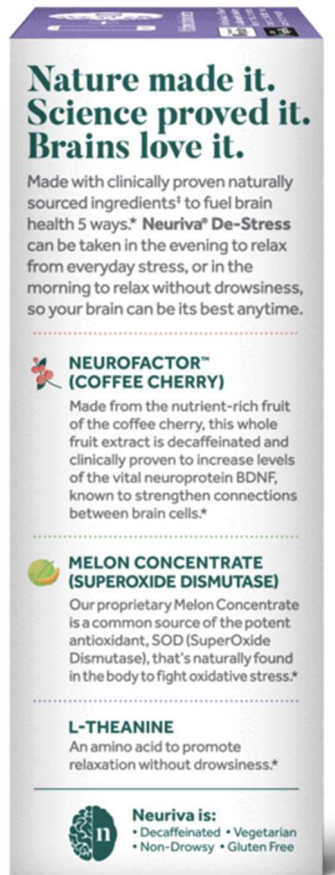 Nature made it.
Science proved it.
Brains love it.
Made with clinically proven naturally
sourced ingredients‡ to fuel brain
health 5 ways.* Neuriva® De-Stress
can be taken in the evening to relax
from everyday stress, or in the
morning to relax without drowsiness,
so your brain can be its best anytime.
NEUROFACTOR™
(COFFEE CHERRY)
Made from the nutrient-rich fruit
of the coffee cherry, this whole
fruit extract is decaffeinated and
clinically proven to increase levels
of the vital neuroprotein BDNF,
known to strengthen connections
between brain cells.*
MELON CONCENTRATE
(SUPEROXIDE DISMUTASE)
Our proprietary Melon Concentrate
is a common source of the potent
antioxidant, SOD (SuperOxide
Dismutase), that's naturally found
in the body to fight oxidative stress.*
L-THEANINE
An amino acid to promote
relaxation without drowsiness.*
n
Neuriva is:
• Decaffeinated • Vegetarian
• Non-Drowsy • Gluten Free